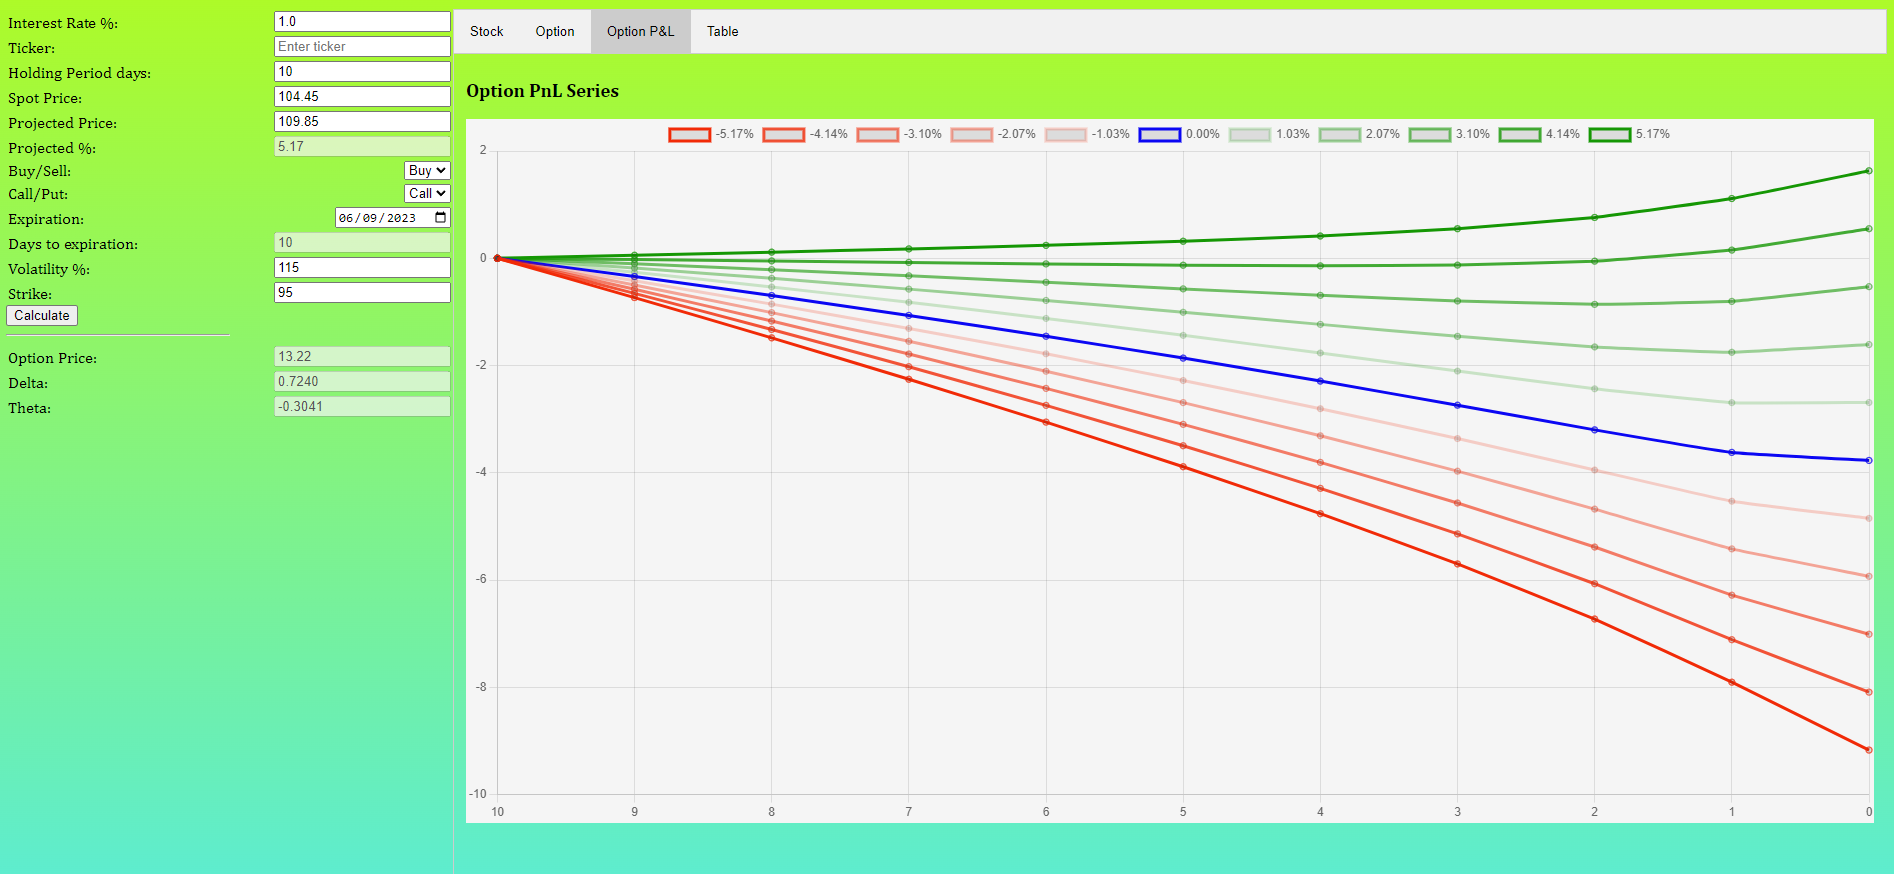 Interest Rate %: 1.0
Ticker: Enter ticker
Holding Period days: 10
Spot Price: 104.45
Projected Price: 109.85
Projected %: 5.17
Buy/Sell: Buy
Call/Put: Call
Expiration: 06/09/2023
Days to expiration: 10
Volatility %: 115
Strike: 95
Calculate
Option Price: 13.22
Delta: 0.7240
Theta: -0.3041
Stock Option Option P&L Table
Option PnL Series
-5.17% -4.14% -3.10% -2.07% -1.03% 0.00% 1.03% 2.07% 3.10% 4.14% 5.17%
2
0
-2
-4
-6
-8
-10
10 9 8 7 6 5 4 3 2 1 0